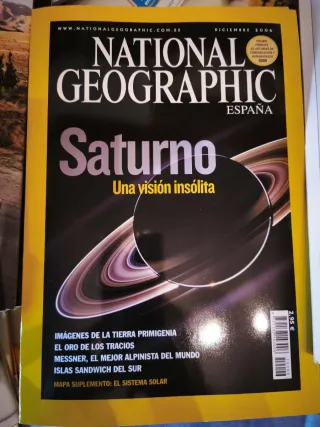 WWW.NATIONALGEOGRAPHIC.COM.ES
DICIEMBRE 2006
NATIONAL
GEOGRAPHIC
ESPAÑA
Saturno
Una visión insólita
IMÁGENES DE LA TIERRA PRIMIGENIA
EL ORO DE LOS TRACIOS
MESSNER, EL MEJOR ALPINISTA DEL MUNDO
ISLAS SANDWICH DEL SUR
MAPA SUPLEMENTO: EL SISTEMA SOLAR
2,95 €